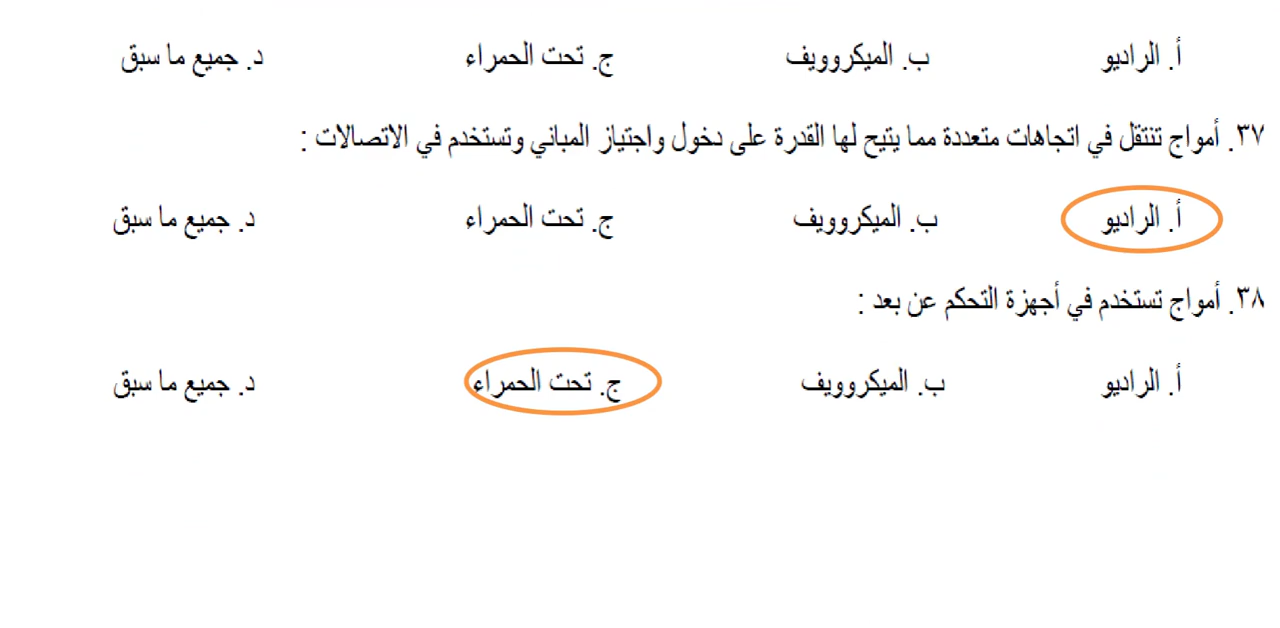 أ. الراديو ب. الميكروويف ج. تحت الحمراء د. جميع ما سبق
٣٧. أمواج تنتقل في اتجاهات متعددة مما يتيح لها القدرة على دخول واجتياز المباني وتستخدم في الاتصالات :
أ. الراديو ب. الميكروويف ج. تحت الحمراء د. جميع ما سبق
٣٨. أمواج تستخدم في أجهزة التحكم عن بعد :
أ. الراديو ب. الميكروويف ج. تحت الحمراء د. جميع ما سبق